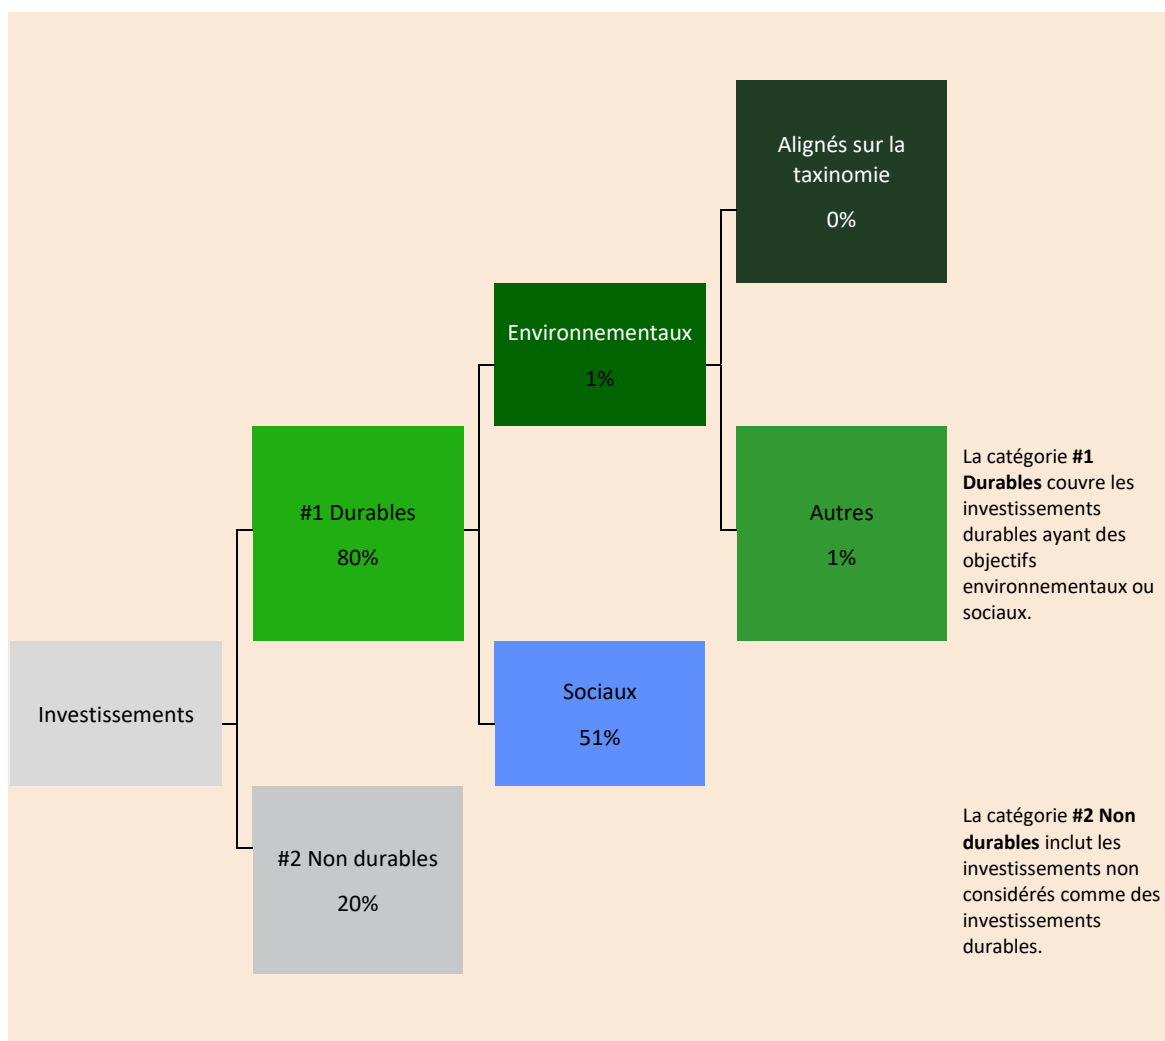 Alignés sur la
taxinomie
0%
Environnementaux
1%
#1 Durables
80%
Autres
1%
La catégorie #1
Durables couvre les
investissements
durables ayant des
objectifs
environnementaux ou
sociaux.
Investissements
Sociaux
51%
#2 Non durables
20%
La catégorie #2 Non
durables inclut les
investissements non
considérés comme des
investissements
durables.